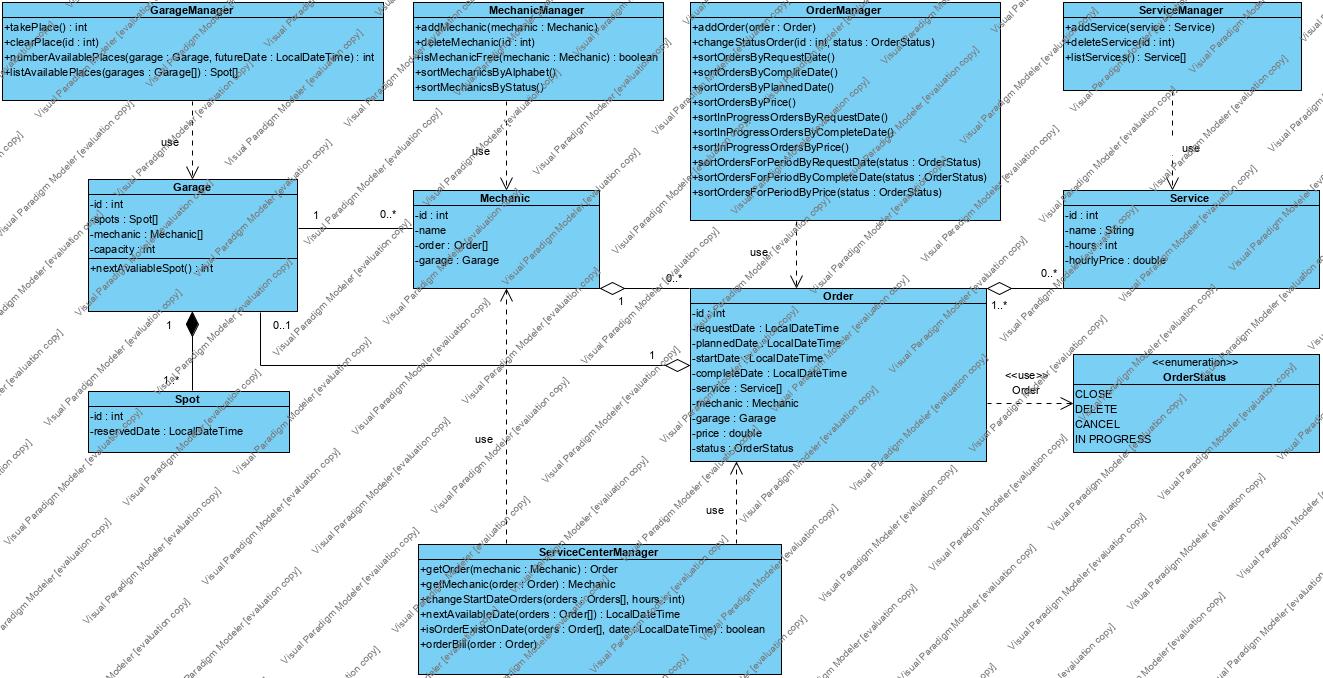 GarageManager
+takePlace() : int
+clearPlace(id : int)
+numberAvailablePlaces(garage : Garage, futureDate : LocalDateTime) : int
+listAvailablePlaces(garages : Garage[]) : Spot[]
MechanicManager
+addMechanic(mechanic : Mechanic)
+deleteMechanic(id : int)
+isMechanicFree(mechanic : Mechanic) : boolean
+sortMechanicsByAlphabet()
+sortMechanicsByStatus()
OrderManager
+addOrder(order : Order)
+changeStatusOrder(id : int, status : OrderStatus)
+sortOrdersByRequestDate()
+sortOrdersByCompliteDate()
+sortOrdersByPlannedDate()
+sortOrdersByPrice()
+sortInProgressOrdersByRequestDate()
+sortInProgressOrdersByCompleteDate()
+sortInProgressOrdersByPrice()
+sortOrdersForPeriodByRequestDate(status : OrderStatus)
+sortOrdersForPeriodByCompleteDate(status : OrderStatus)
+sortOrdersForPeriodByPrice(status : OrderStatus)
ServiceManager
+addService(service : Service)
+deleteService(id : int)
+listServices() : Service[]
use
use
use
use
Garage
-id : int
-spots : Spot[]
-mechanic : Mechanic[]
-capacity : int
+nextAvaliableSpot() : int
1
0..*
Mechanic
-id : int
-name
-order : Order[]
-garage : Garage
Service
-id : int
-name : String
-hours : int
-hourlyPrice : double
0..*
1
0..*
1..*
1
0..1
1
1..*
Order
-id : int
-requestDate : LocalDateTime
-plannedDate : LocalDateTime
-startDate : LocalDateTime
-completeDate : LocalDateTime
-service : Service[]
-mechanic : Mechanic
-garage : Garage
-price : double
-status : OrderStatus
<<use>>
Order
<<enumeration>>
OrderStatus
CLOSE
DELETE
CANCEL
IN PROGRESS
Spot
-id : int
-reservedDate : LocalDateTime
use
use
ServiceCenterManager
+getOrder(mechanic : Mechanic) : Order
+getMechanic(order : Order) : Mechanic
+changeStartDateOrders(orders : Orders[], hours : int)
+nextAvailableDate(orders : Order[]) : LocalDateTime
+isOrderExistOnDate(orders : Order[], date : LocalDateTime) : boolean
+orderBill(order : Order)
Visual Paradigm Modeler [evaluation copy]